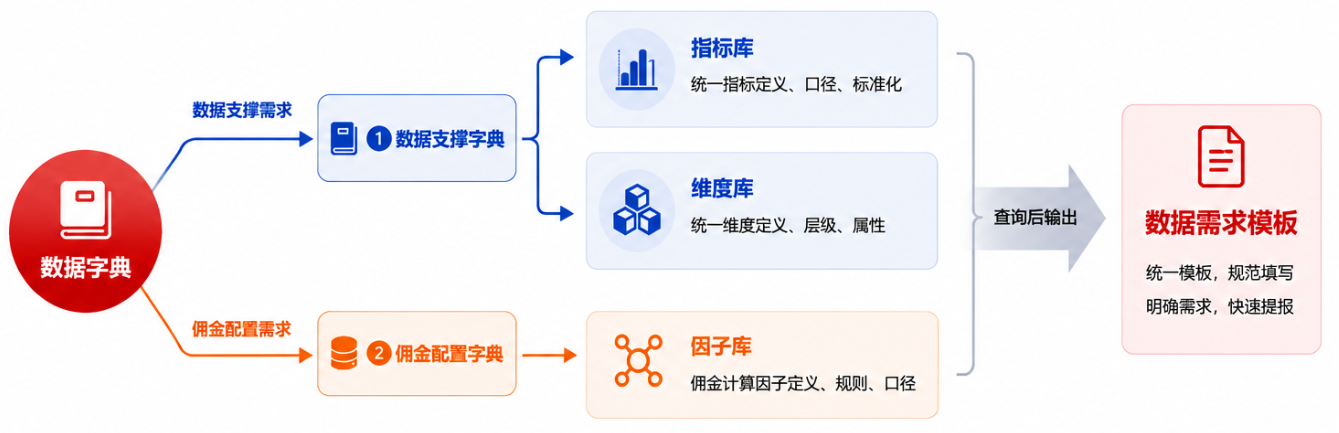 数据字典
数据支撑需求
1 数据支撑字典
指标库
统一指标定义、口径、标准化
维度库
统一维度定义、层级、属性
佣金配置需求
2 佣金配置字典
因子库
佣金计算因子定义、规则、口径
查询后输出
数据需求模板
统一模板，规范填写
明确需求，快速提报